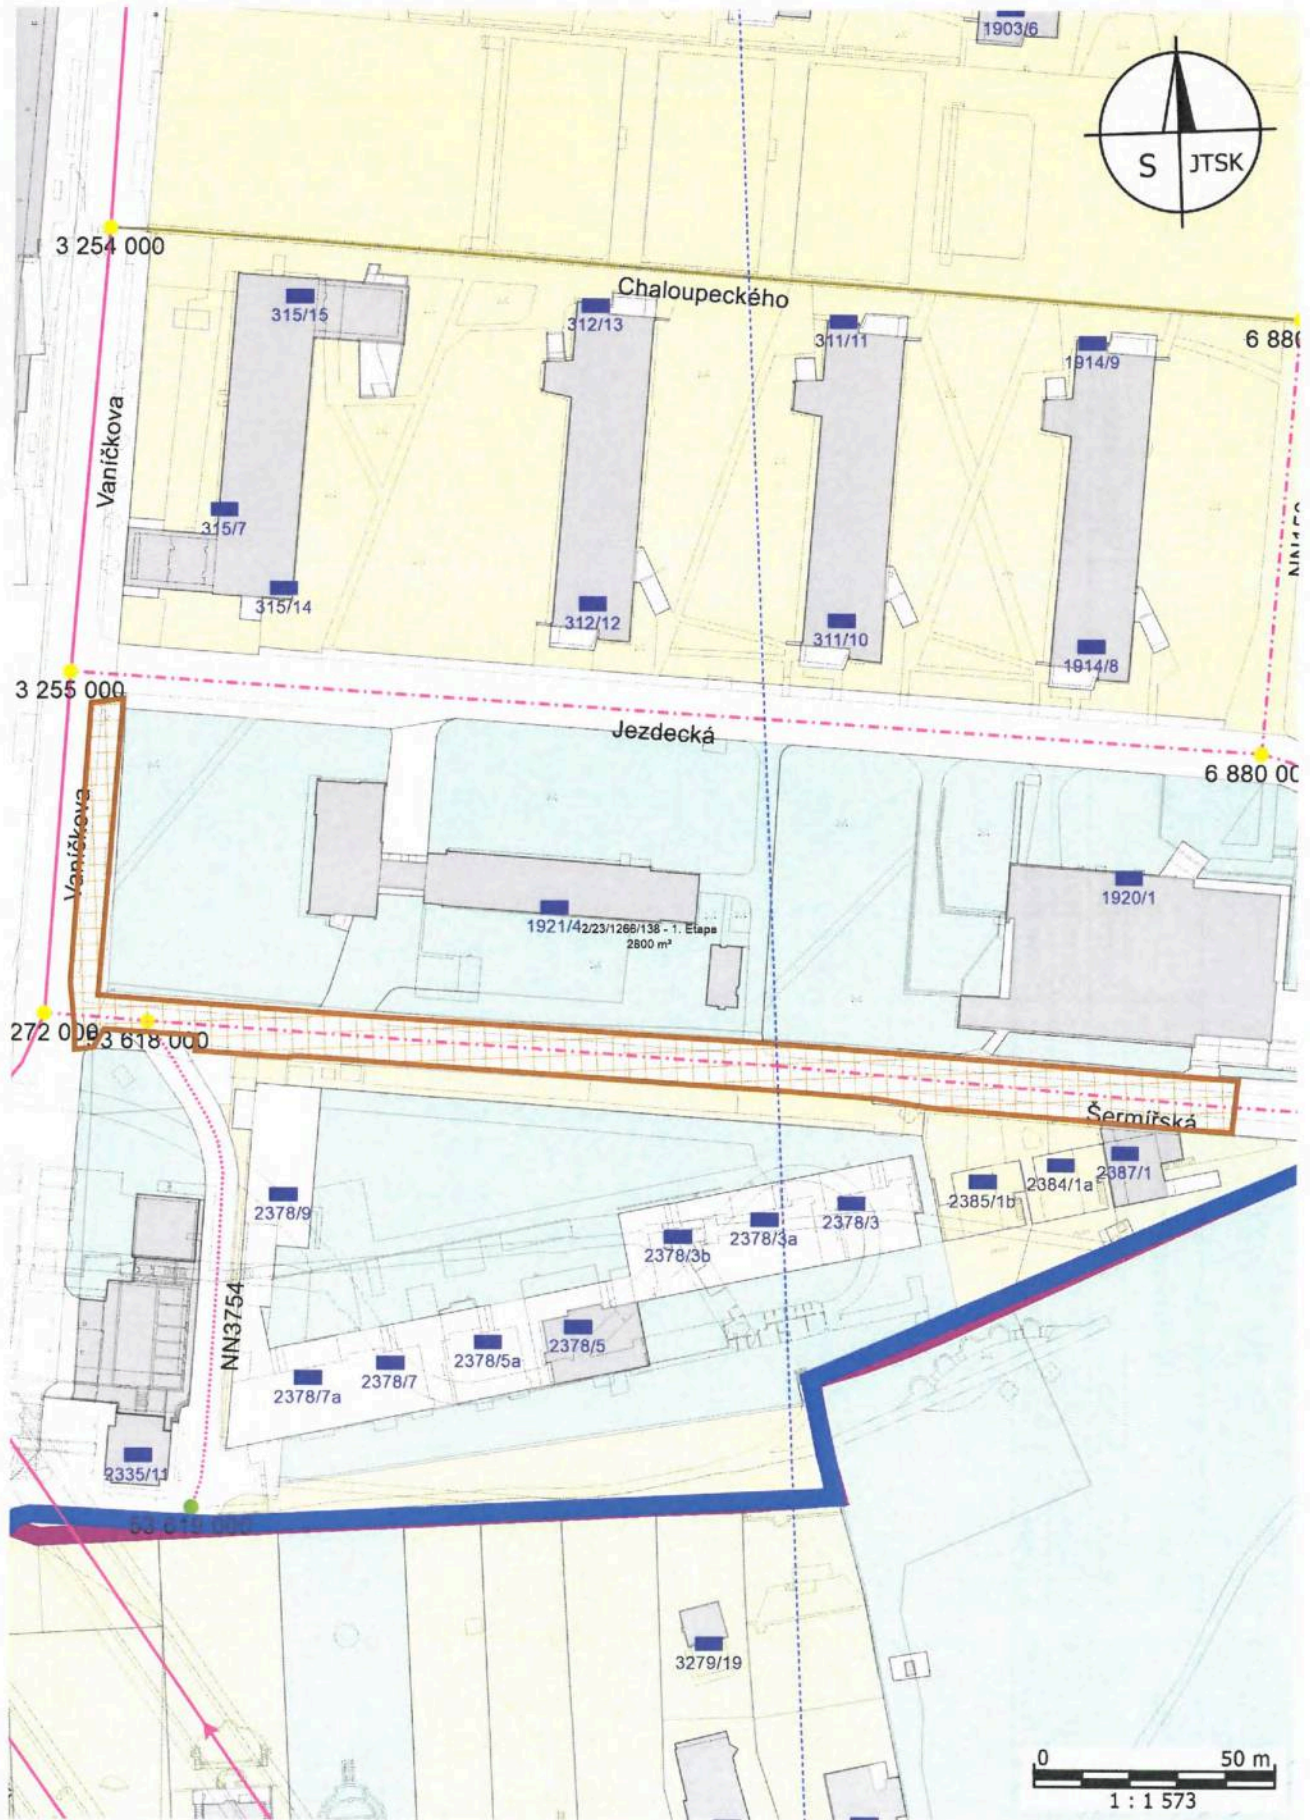 1903/6
S JTSK
3 254 000
Chaloupeckého
315/15
312/13
311/11
1914/9
6 880
Vaníčkova
315/7
315/14
312/12
311/10
1914/8
3 255 000
Jezdecká
6 880 00
Vaníčkova
1920/1
1921/4
2/23/1266/138 - 1. Etapa
2800 m²
272 000
53 618 000
Šermířská
2378/9
2385/1b
2384/1a
2387/1
2378/3b
2378/3a
2378/3
NN3754
2378/7a
2378/7
2378/5a
2378/5
2335/11
53 619 000
3279/19
0 50 m
1 : 1 573